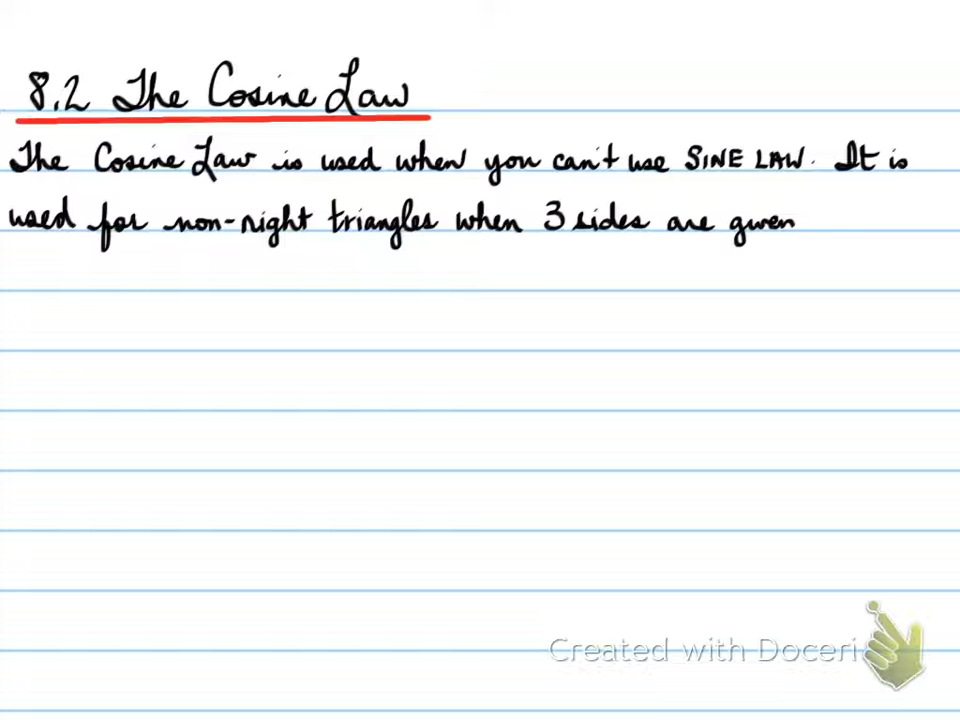 8.2 The Cosine Law
The Cosine Law is used when you can't use SINE LAW. It is
used for non-right triangles when 3 sides are given
Created with Doceri